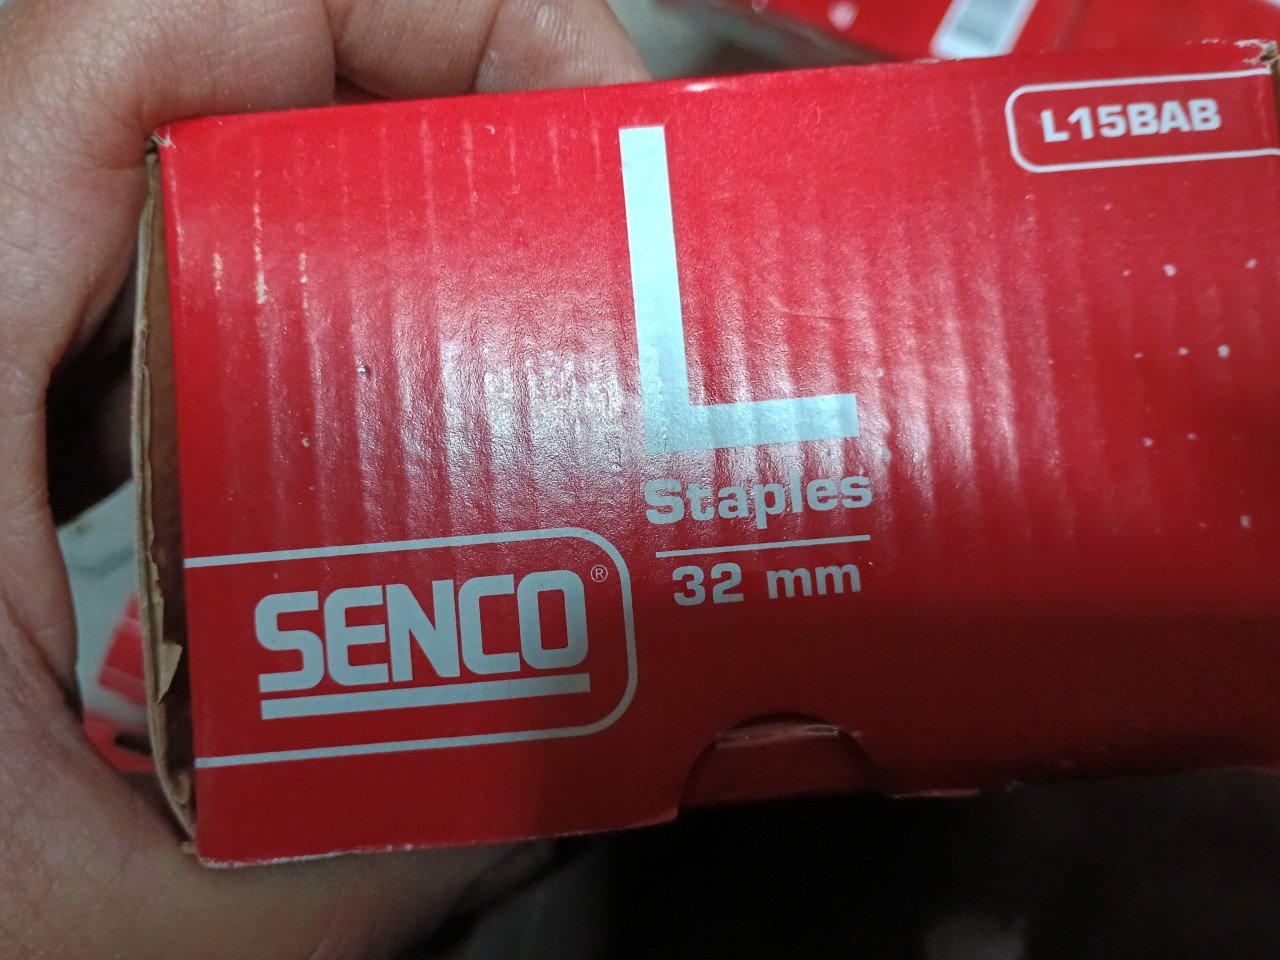 L15BAB
L
Staples
32 mm
SENCO®